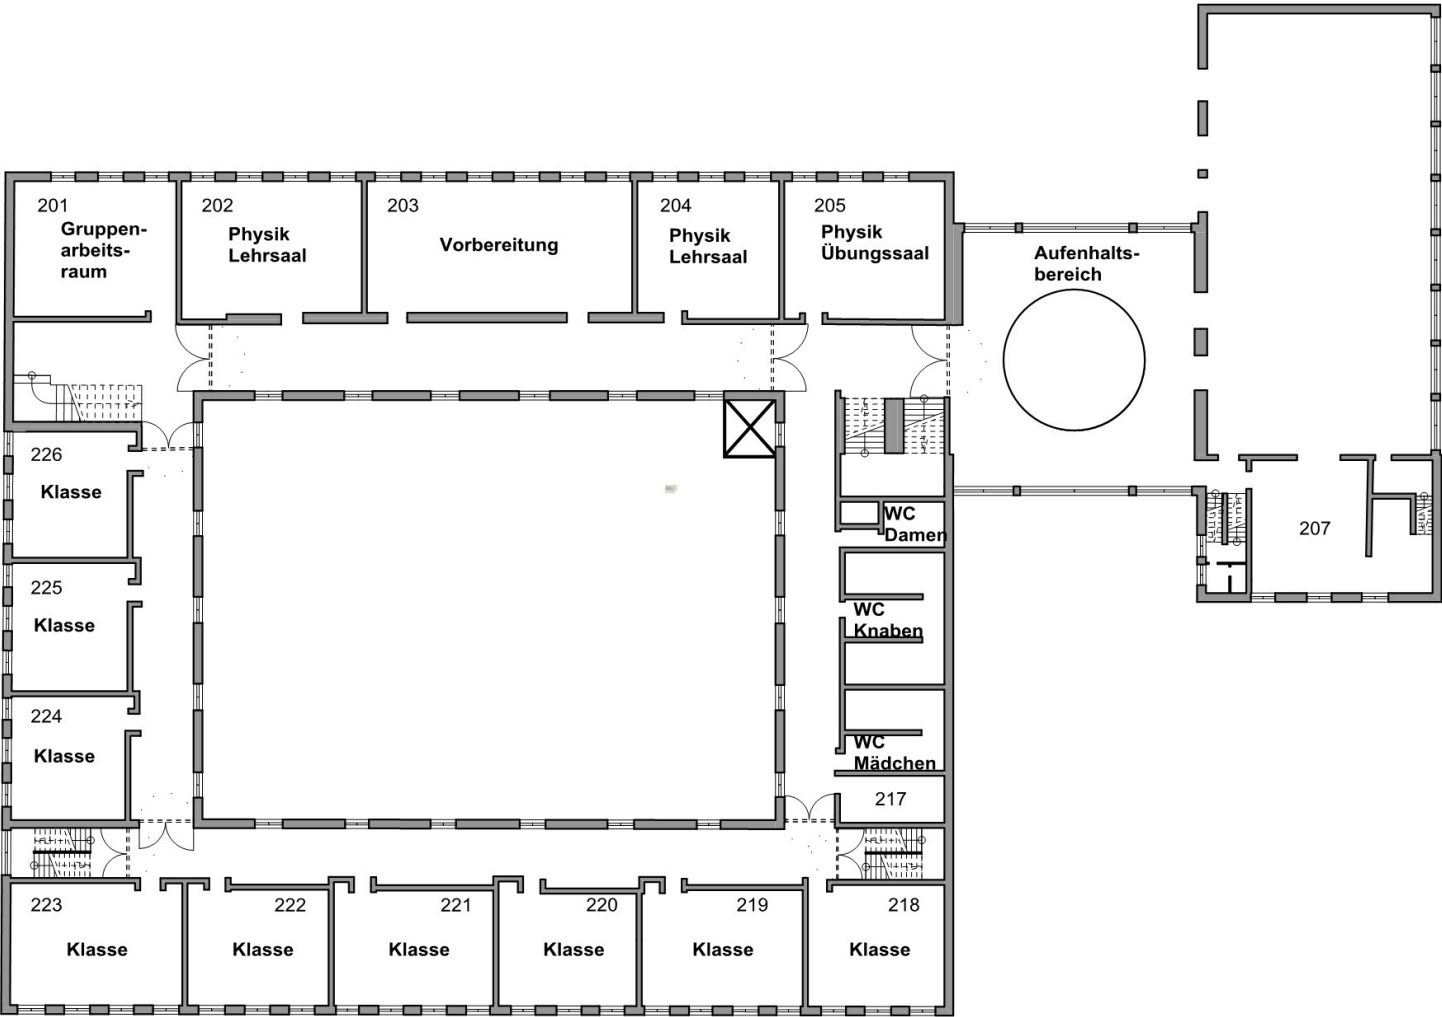 201
Gruppen-
arbeits-
raum
202
Physik
Lehrsaal
203
Vorbereitung
204
Physik
Lehrsaal
205
Physik
Übungssaal
Aufenthalts-
bereich
226
Klasse
225
Klasse
224
Klasse
WC
Damen
WC
Knaben
WC
Mädchen
217
207
223
Klasse
222
Klasse
221
Klasse
220
Klasse
219
Klasse
218
Klasse